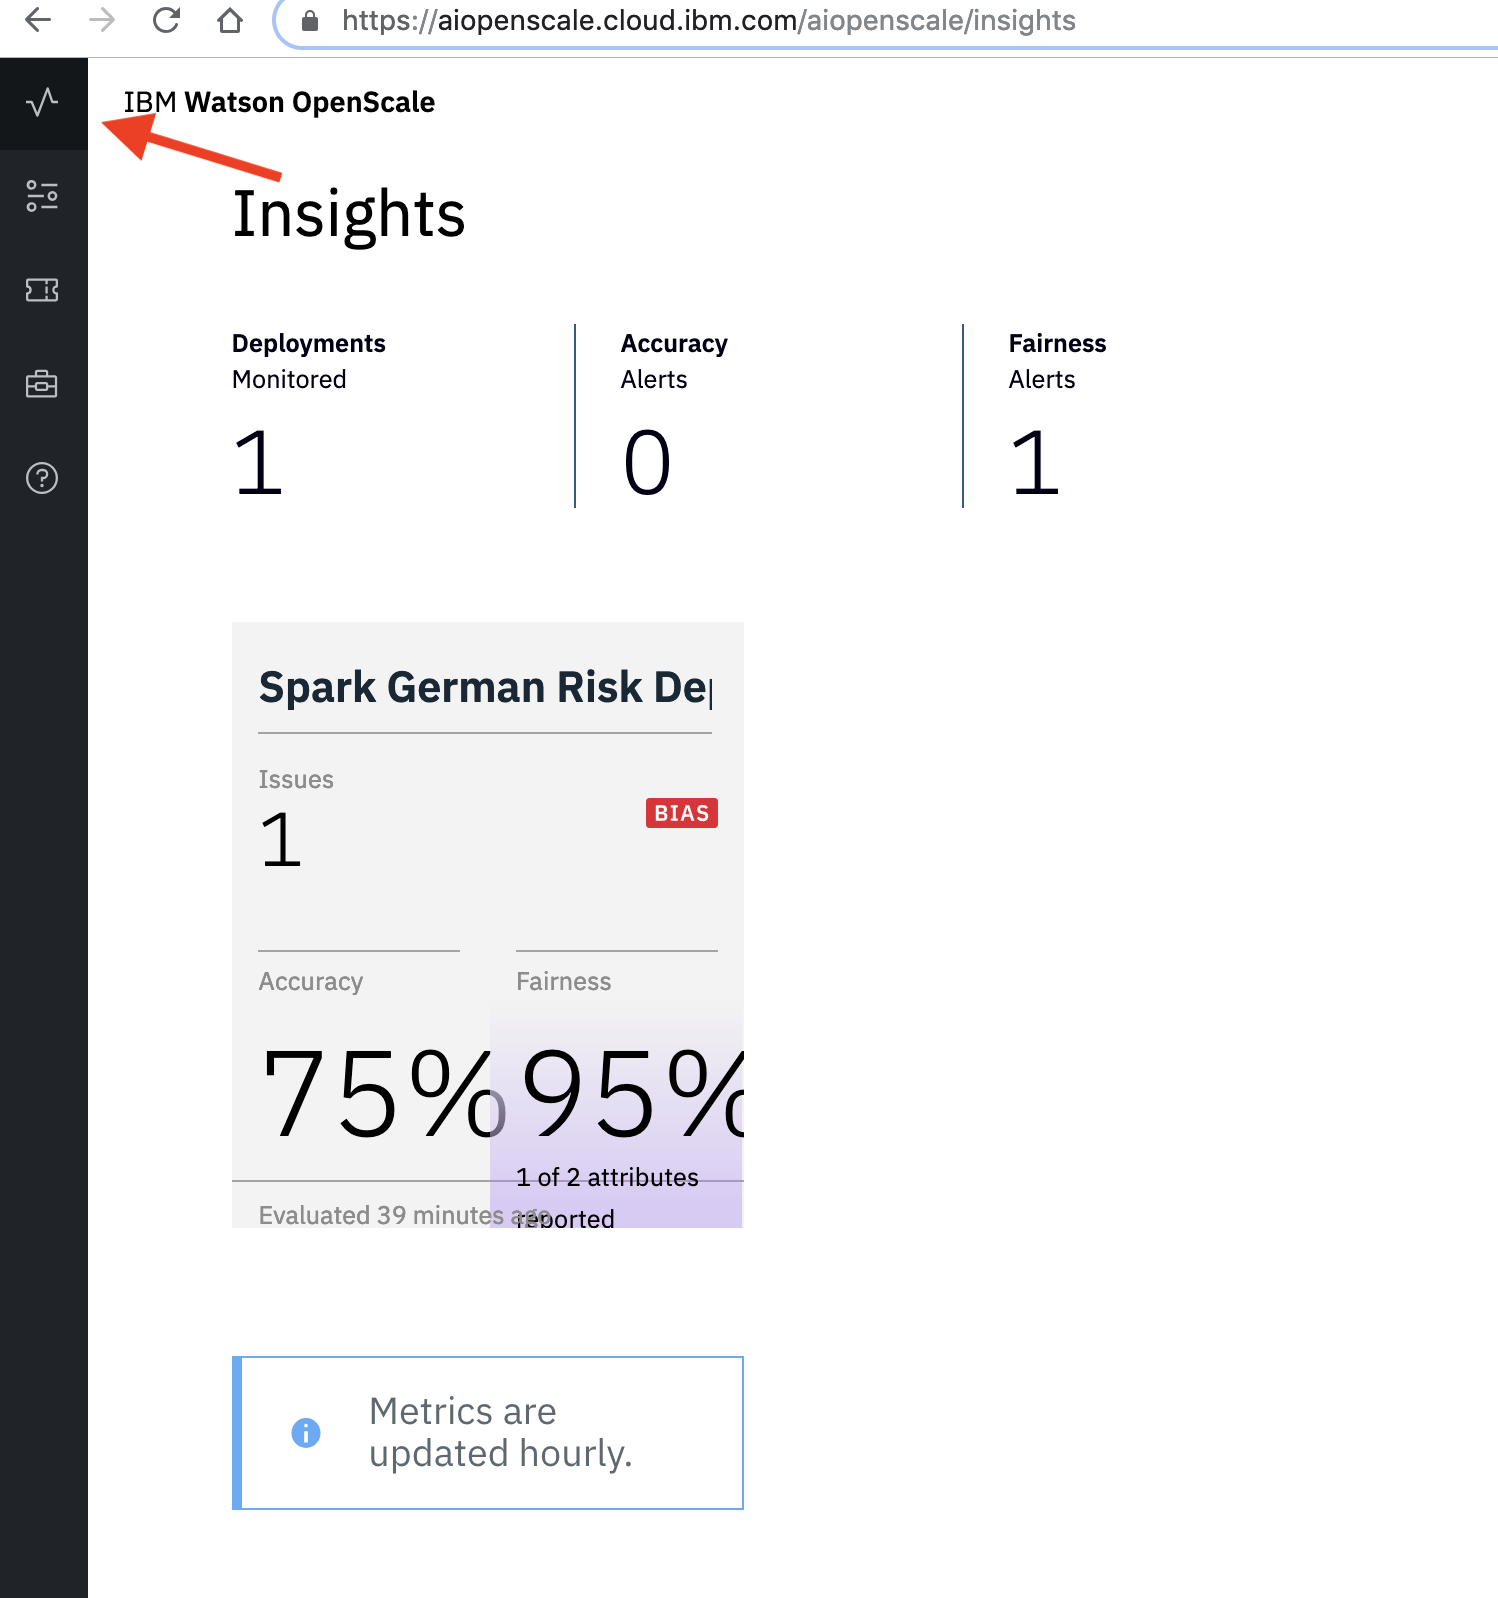 https://aiopenscale.cloud.ibm.com/aiopenscale/insights
IBM Watson OpenScale
Insights
Deployments
Monitored
1
Accuracy
Alerts
0
Fairness
Alerts
1
Spark German Risk De
Issues
1
BIAS
Accuracy
75%
Fairness
95%
1 of 2 attributes
reported
Evaluated 39 minutes ago
Metrics are
updated hourly.